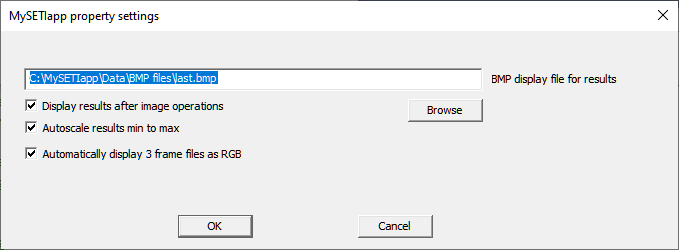 MySETIapp property settings
C:\MySETIapp\Data\BMP files\last.bmp
BMP display file for results
Display results after image operations
Browse
Autoscale results min to max
Automatically display 3 frame files as RGB
OK
Cancel